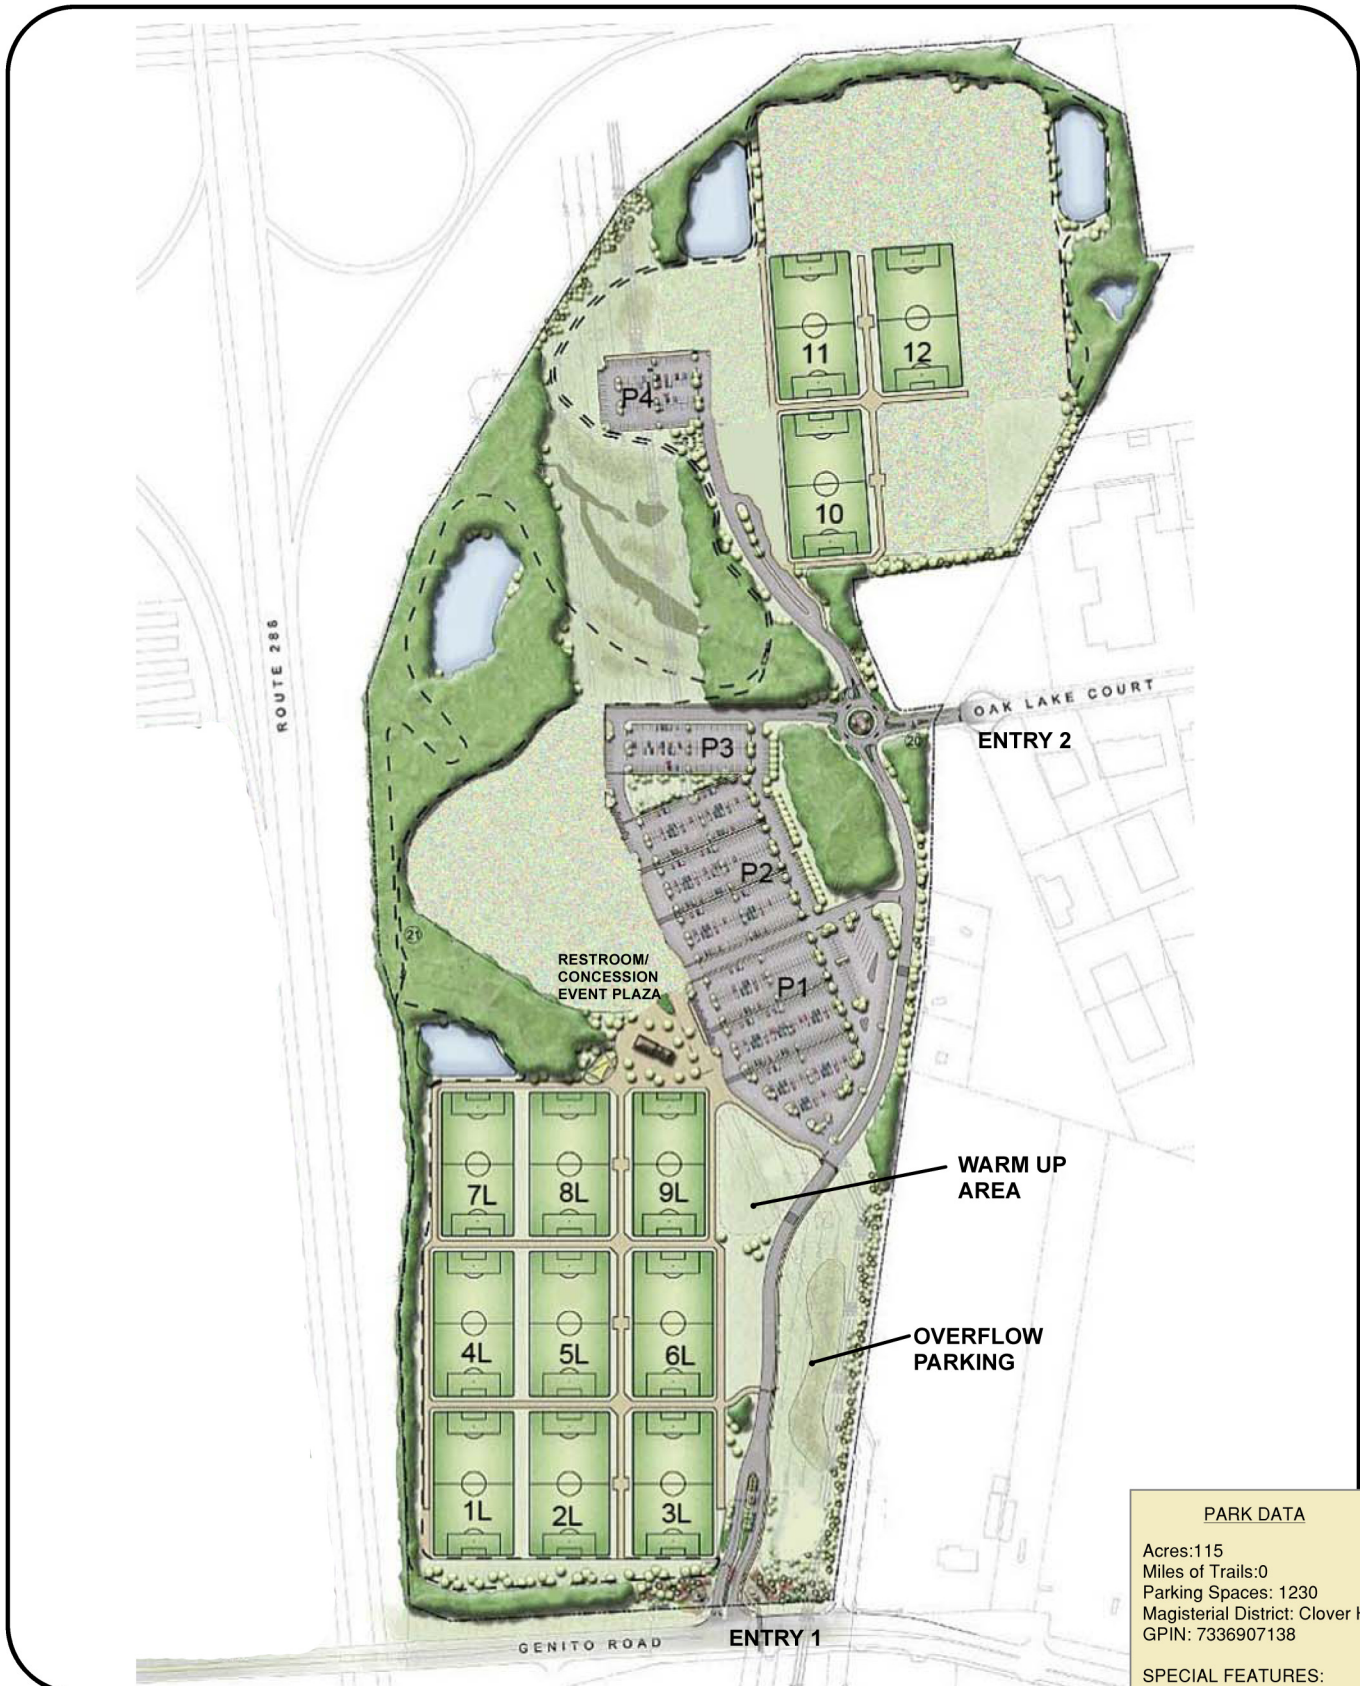 11
12
P4
10
ROUTE 288
OAK LAKE COURT
20
ENTRY 2
P3
P2
21
RESTROOM/
CONCESSION
EVENT PLAZA
P1
7L
8L
9L
WARM UP
AREA
4L
5L
6L
OVERFLOW
PARKING
1L
2L
3L
GENITO ROAD
ENTRY 1
PARK DATA
Acres:115
Miles of Trails:0
Parking Spaces: 1230
Magisterial District: Clover
GPIN: 7336907138
SPECIAL FEATURES: